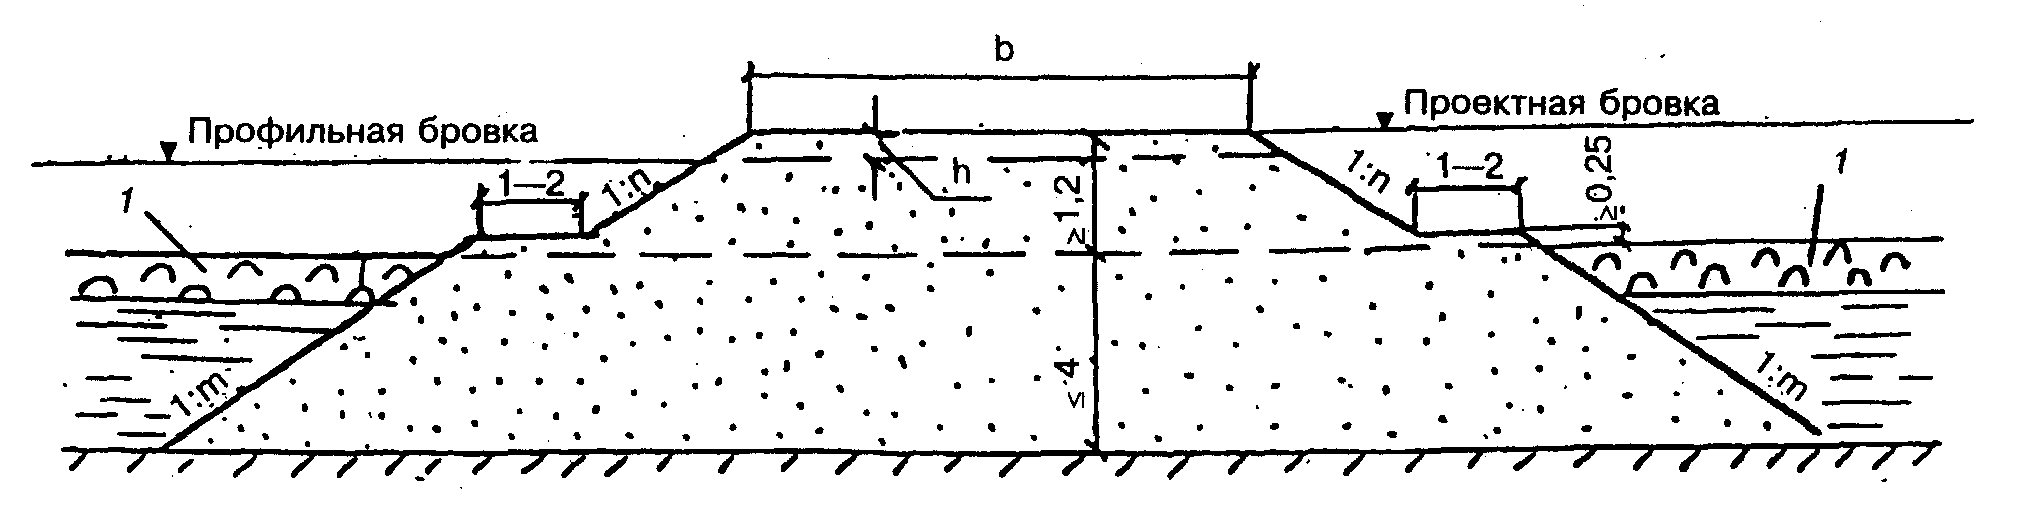 b
Профильная бровка
Проектная бровка
1
1—2
1:n
h
≥1,2
1:n
1—2
≥0,25
1
≤4
1:m
1:m